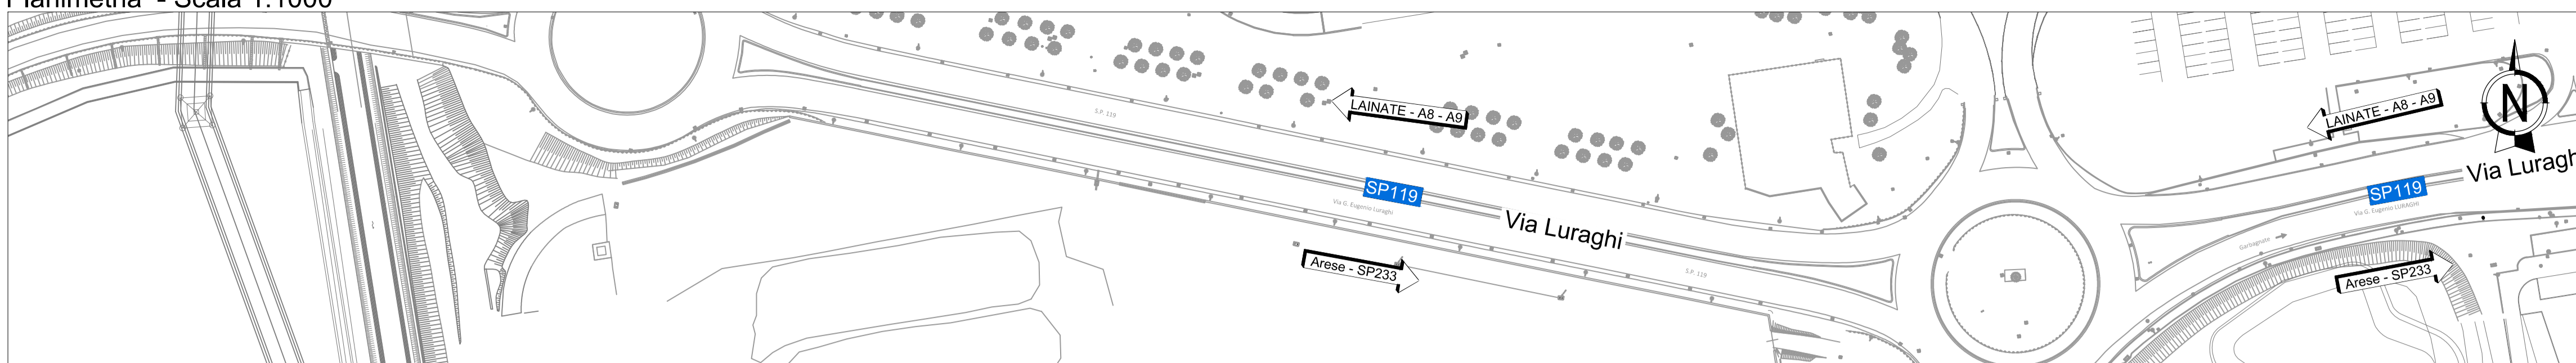 Planimetria - Scala 1:1000
S.P. 119
LAINATE - A8 - A9
LAINATE - A8 - A9
N
SP119
Via G. Eugenio Luraghi
Via Luraghi
Via Luragh
SP119
Via G. Eugenio LURAGHI
Garbagnate
Arese - SP233
S.P. 119
Arese - SP233